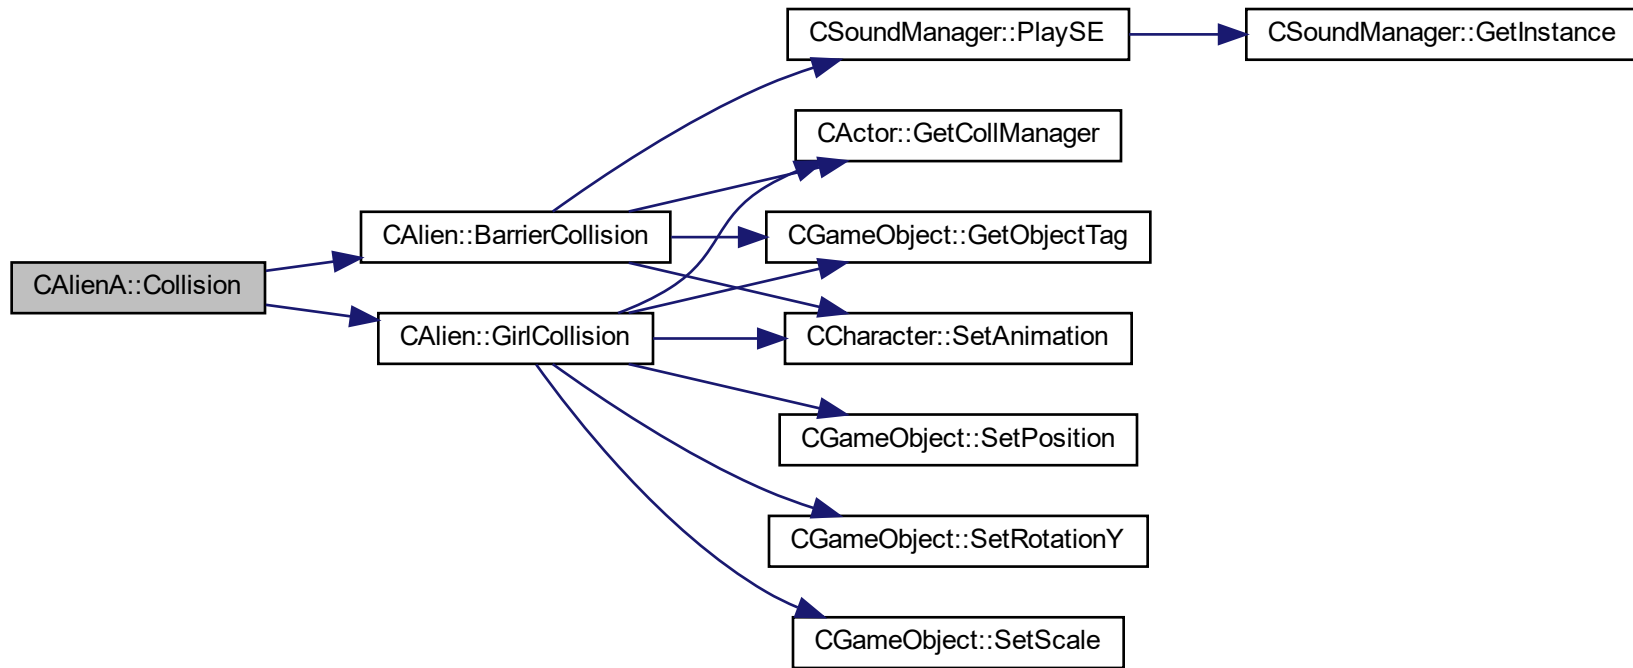 CSoundManager::PlaySE
CSoundManager::GetInstance
CActor::GetCollManager
CAlien::BarrierCollision
CGameObject::GetObjectTag
CAlienA::Collision
CAlien::GirlCollision
CCharacter::SetAnimation
CGameObject::SetPosition
CGameObject::SetRotationY
CGameObject::SetScale